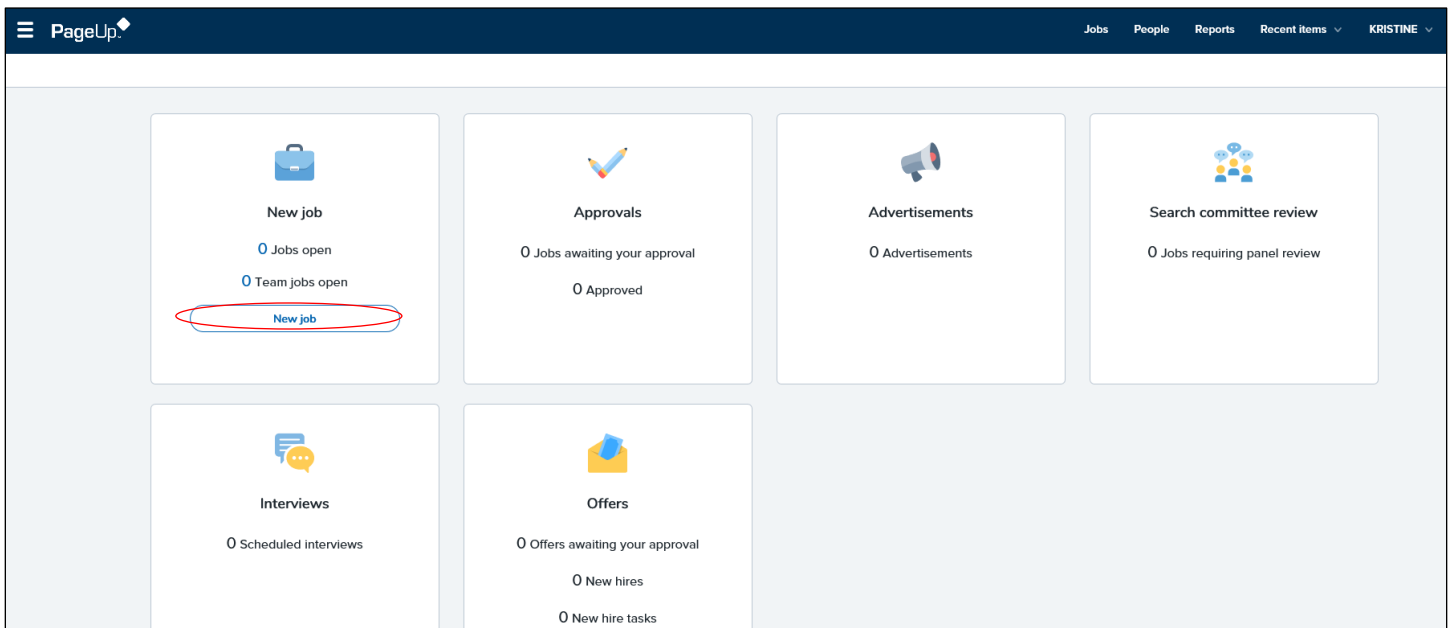 PageUp
Jobs People Reports Recent items KRISTINE
New job
0 Jobs open
0 Team jobs open
New job
Approvals
0 Jobs awaiting your approval
0 Approved
Advertisements
0 Advertisements
Search committee review
0 Jobs requiring panel review
Interviews
0 Scheduled interviews
Offers
0 Offers awaiting your approval
0 New hires
0 New hire tasks